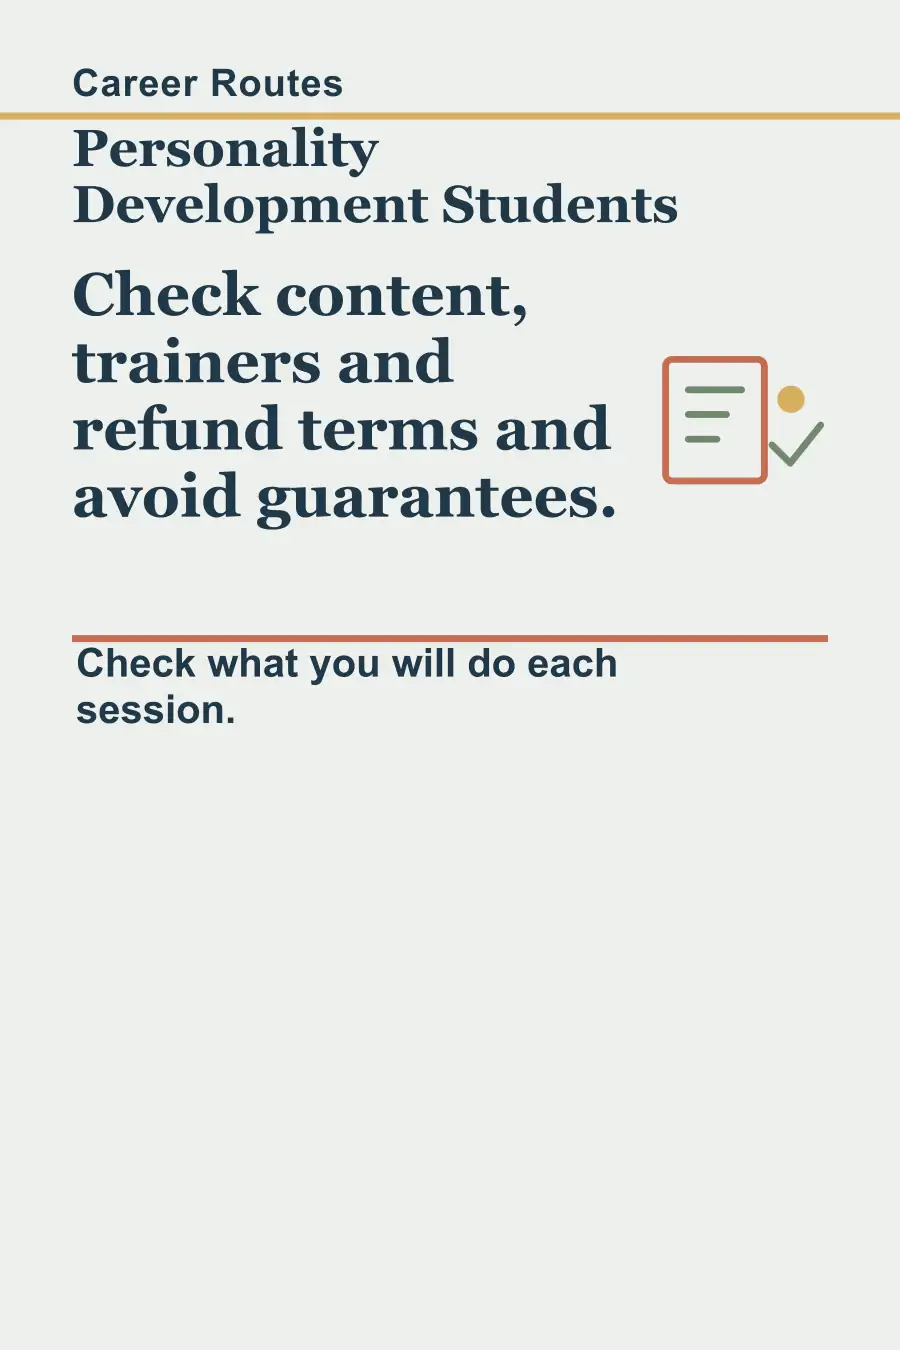 Career Routes
Personality
Development Students
Check content,
trainers and
refund terms and
avoid guarantees.
Check what you will do each
session.